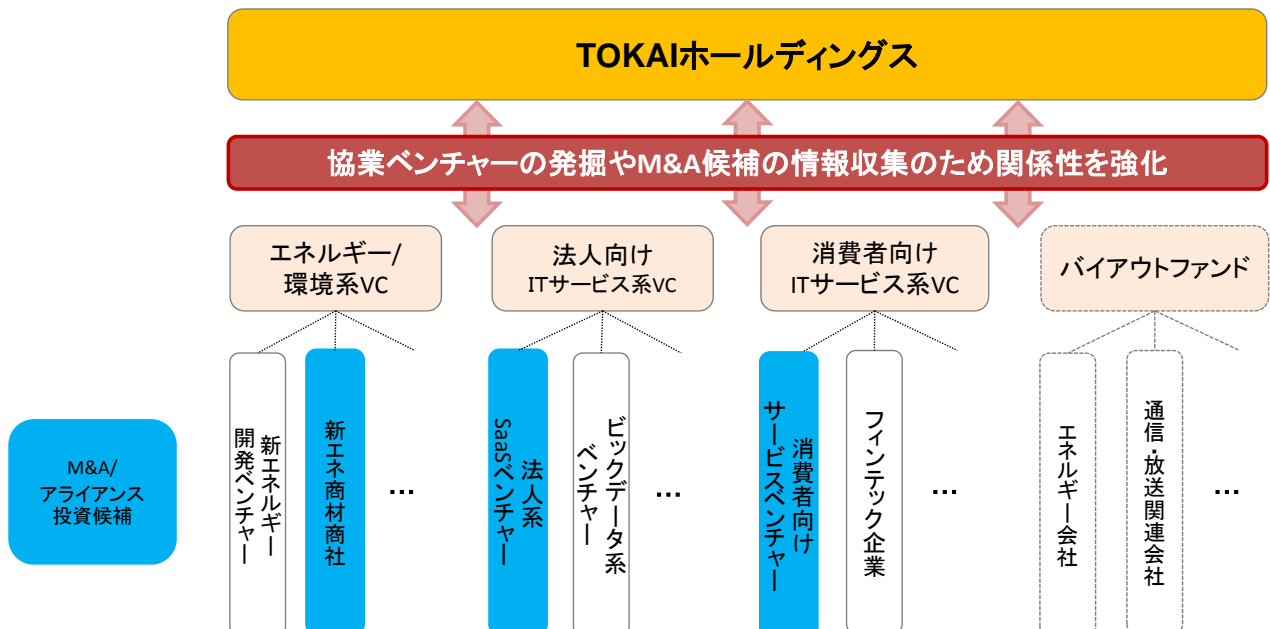 TOKAIホールディングス
協業ベンチャーの発掘やM&A候補の情報収集のため関係性を強化
エネルギー/
環境系VC
法人向け
ITサービス系VC
消費者向け
ITサービス系VC
バイアウトファンド
M&A/
アライアンス
投資候補
新エネルギー
開発ベンチャー
新エネ商材商社
…
法人系
SaaSベンチャー
ビックデータ系
ベンチャー
…
消費者向け
サービスベンチャー
フィンテック企業
…
エネルギー会社
通信・放送関連会社
…